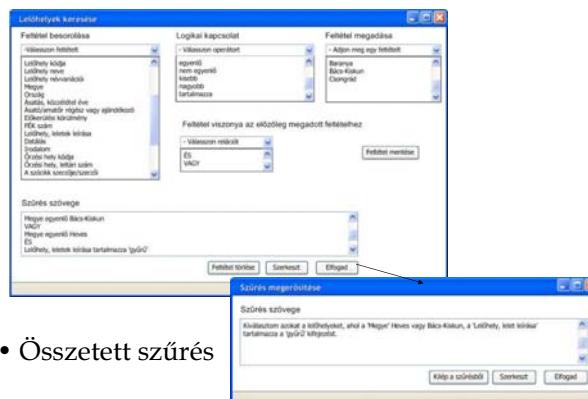 Lelőhelyek keresése
Feltétel besorolása
Logikai kapcsolat
Feltétel megadása
-Válasszon feltételt
- Válasszon operátort
- Adjon meg egy feltételt
Lelőhely kódja
Lelőhely neve
Lelőhely névvariánció
Megye
Ország
Ásatás, közzététel éve
Ásató/amatőr régész vagy ajándékozó
Előkerülés körülmény
FÉK szám
Lelőhely, leletek leírása
Datálás
Irodalom
Őrzési hely kódja
Őrzési hely, leltári szám
A szócikk szerzője/szerzői
egyenlő
nem egyenlő
kisebb
nagyobb
tartalmazza
Baranya
Bács-Kiskun
Csongrád
Feltétel viszonya az előzőleg megadott feltételhez
- Válasszon relációt
ÉS
VAGY
Feltétel mentése
Szűrés szövege
Megye egyenlő Bács-Kiskun
VAGY
Megye egyenlő Heves
ÉS
Lelőhely, leletek leírása tartalmazza 'gyűrű'
Feltétel törlése
Szerkeszt
Elfogad
Szűrés megerősítése
Szűrés szövege
Kiválasztom azokat a lelőhelyeket, ahol a 'Megye' Heves vagy Bács-Kiskun, a 'Lelőhely, lelet leírása'
tartalmazza a 'gyűrű' kifejezést.
Kilép a szűrésből
Szerkeszt
Elfogad
• Összetett szűrés